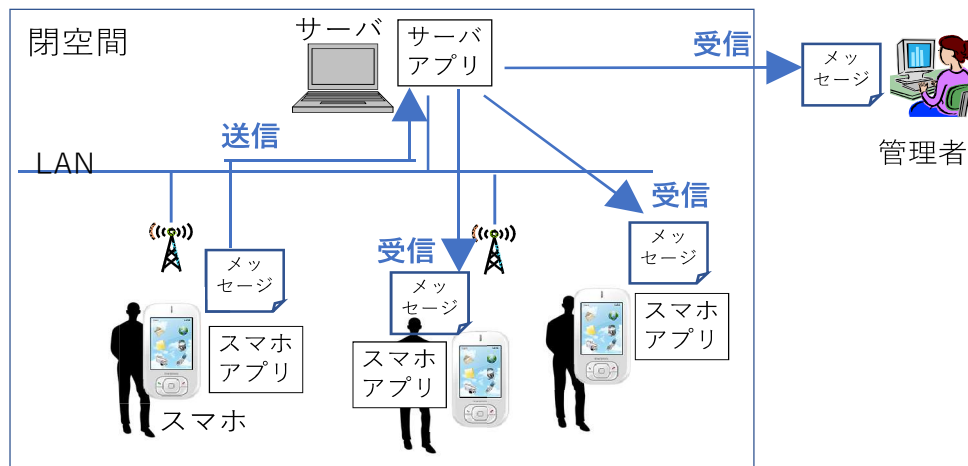 閉空間
サーバ
サーバ
アプリ
受信
メッ
セージ
管理者
送信
LAN
受信
受信
メッ
セージ
メッ
セージ
メッ
セージ
スマホ
アプリ
スマホ
スマホ
アプリ
スマホ
アプリ